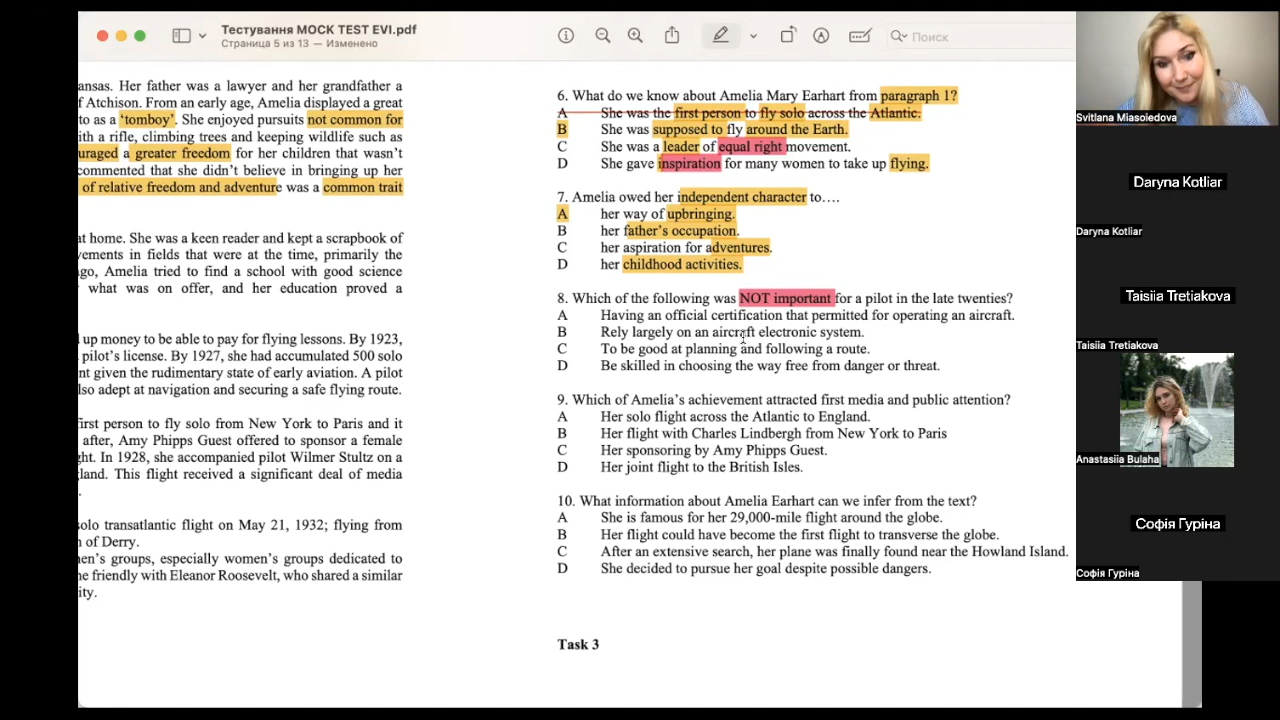 Тестування MOCK TEST EVI.pdf
Страница 5 из 13 — Изменено
Поиск
ansas. Her father was a lawyer and her grandfather a
f Atchison. From an early age, Amelia displayed a great
to as a ‘tomboy’. She enjoyed pursuits not common for
ith a rifle, climbing trees and keeping wildlife such as
ouraged a greater freedom for her children that wasn’t
commented that she didn’t believe in bringing up her
of relative freedom and adventure was a common trait
at home. She was a keen reader and kept a scrapbook of
vements in fields that were at the time, primarily the
ago, Amelia tried to find a school with good science
what was on offer, and her education proved a
up money to be able to pay for flying lessons. By 1923,
pilot’s license. By 1927, she had accumulated 500 solo
nt given the rudimentary state of early aviation. A pilot
lso adept at navigation and securing a safe flying route.
first person to fly solo from New York to Paris and it
after, Amy Phipps Guest offered to sponsor a female
ght. In 1928, she accompanied pilot Wilmer Stultz on a
land. This flight received a significant deal of media
.
solo transatlantic flight on May 21, 1932; flying from
n of Derry.
men’s groups, especially women’s groups dedicated to
ne friendly with Eleanor Roosevelt, who shared a similar
ity.
6. What do we know about Amelia Mary Earhart from paragraph 1?
A She was the first person to fly solo across the Atlantic.
B She was supposed to fly around the Earth.
C She was a leader of equal right movement.
D She gave inspiration for many women to take up flying.
7. Amelia owed her independent character to….
A her way of upbringing.
B her father’s occupation.
C her aspiration for adventures.
D her childhood activities.
8. Which of the following was NOT important for a pilot in the late twenties?
A Having an official certification that permitted for operating an aircraft.
B Rely largely on an aircraft electronic system.
C To be good at planning and following a route.
D Be skilled in choosing the way free from danger or threat.
9. Which of Amelia’s achievement attracted first media and public attention?
A Her solo flight across the Atlantic to England.
B Her flight with Charles Lindbergh from New York to Paris
C Her sponsoring by Amy Phipps Guest.
D Her joint flight to the British Isles.
10. What information about Amelia Earhart can we infer from the text?
A She is famous for her 29,000-mile flight around the globe.
B Her flight could have become the first flight to transverse the globe.
C After an extensive search, her plane was finally found near the Howland Island.
D She decided to pursue her goal despite possible dangers.
Task 3
Svitlana Miasoiedova
Daryna Kotliar
Daryna Kotliar
Taisiia Tretiakova
Taisiia Tretiakova
Anastasiia Bulaha
Софія Гуріна
Софія Гуріна